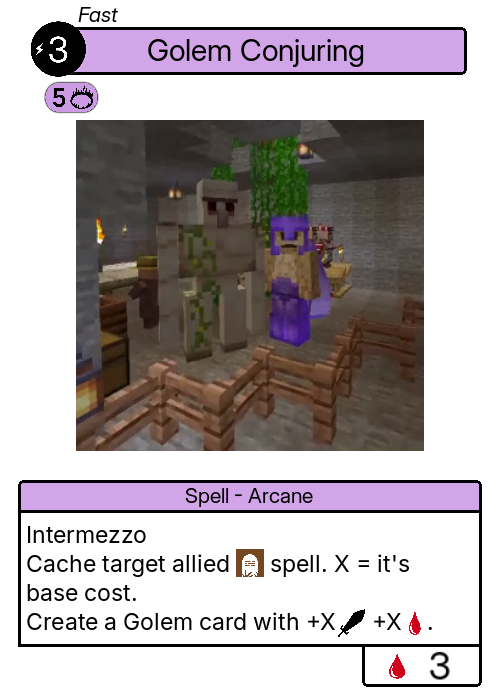 Fast
3
Golem Conjuring
5
Spell - Arcane
Intermezzo
Cache target allied spell. X = it's
base cost.
Create a Golem card with +X +X .
3